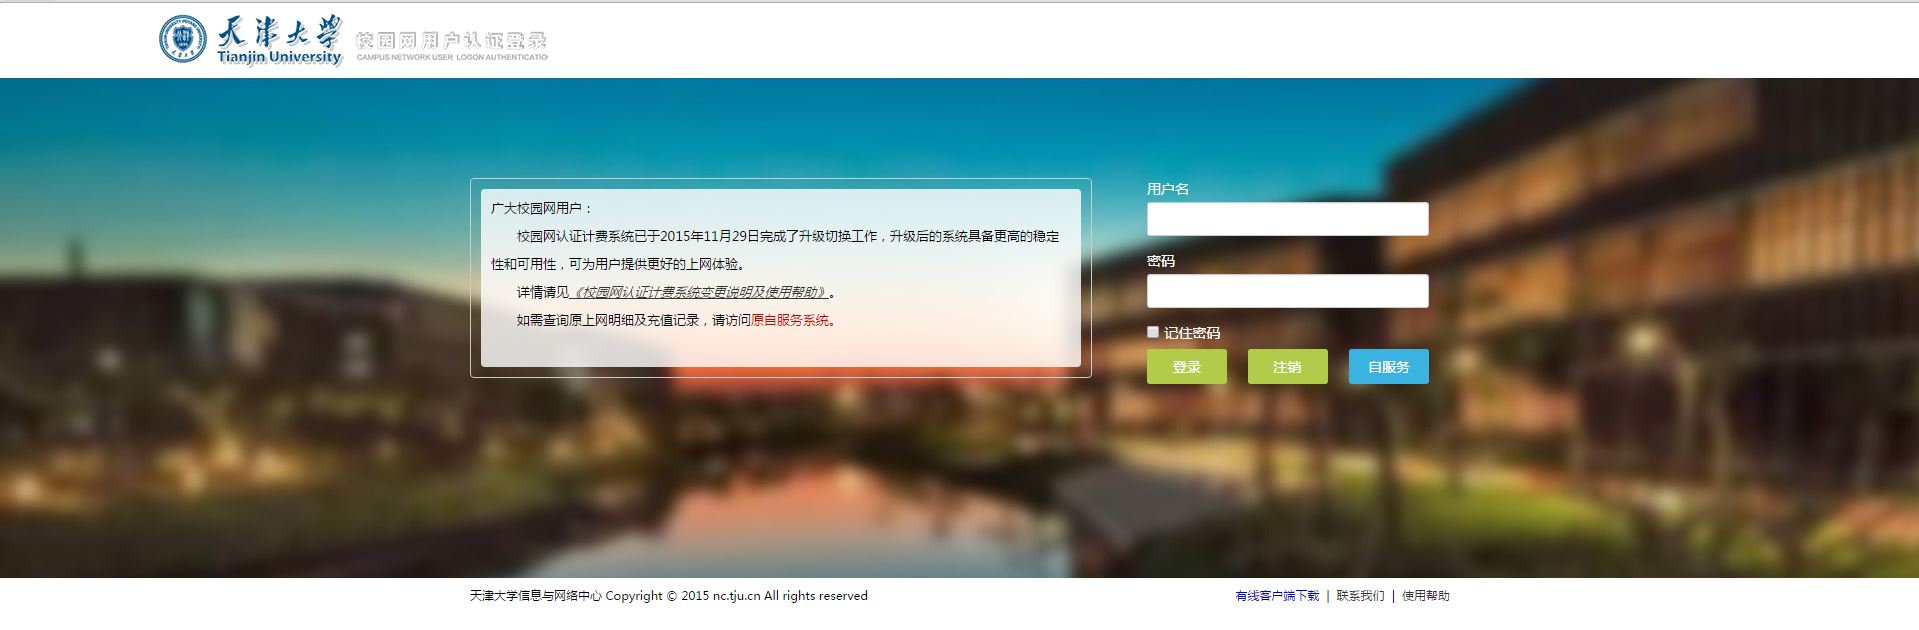 天津大学
Tianjin University
校园网用户认证登录
CAMPUS NETWORK USER LOGON AUTHENTICATIO
广大校园网用户：
校园网认证计费系统已于2015年11月29日完成了升级切换工作，升级后的系统具备更高的稳定
性和可用性，可为用户提供更好的上网体验。
详情请见《校园网认证计费系统变更说明及使用帮助》。
如需查询原上网明细及充值记录，请访问原自服务系统。
用户名
密码
记住密码
登录 注销 自服务
天津大学信息与网络中心 Copyright © 2015 nc.tju.cn All rights reserved
有线客户端下载 | 联系我们 | 使用帮助